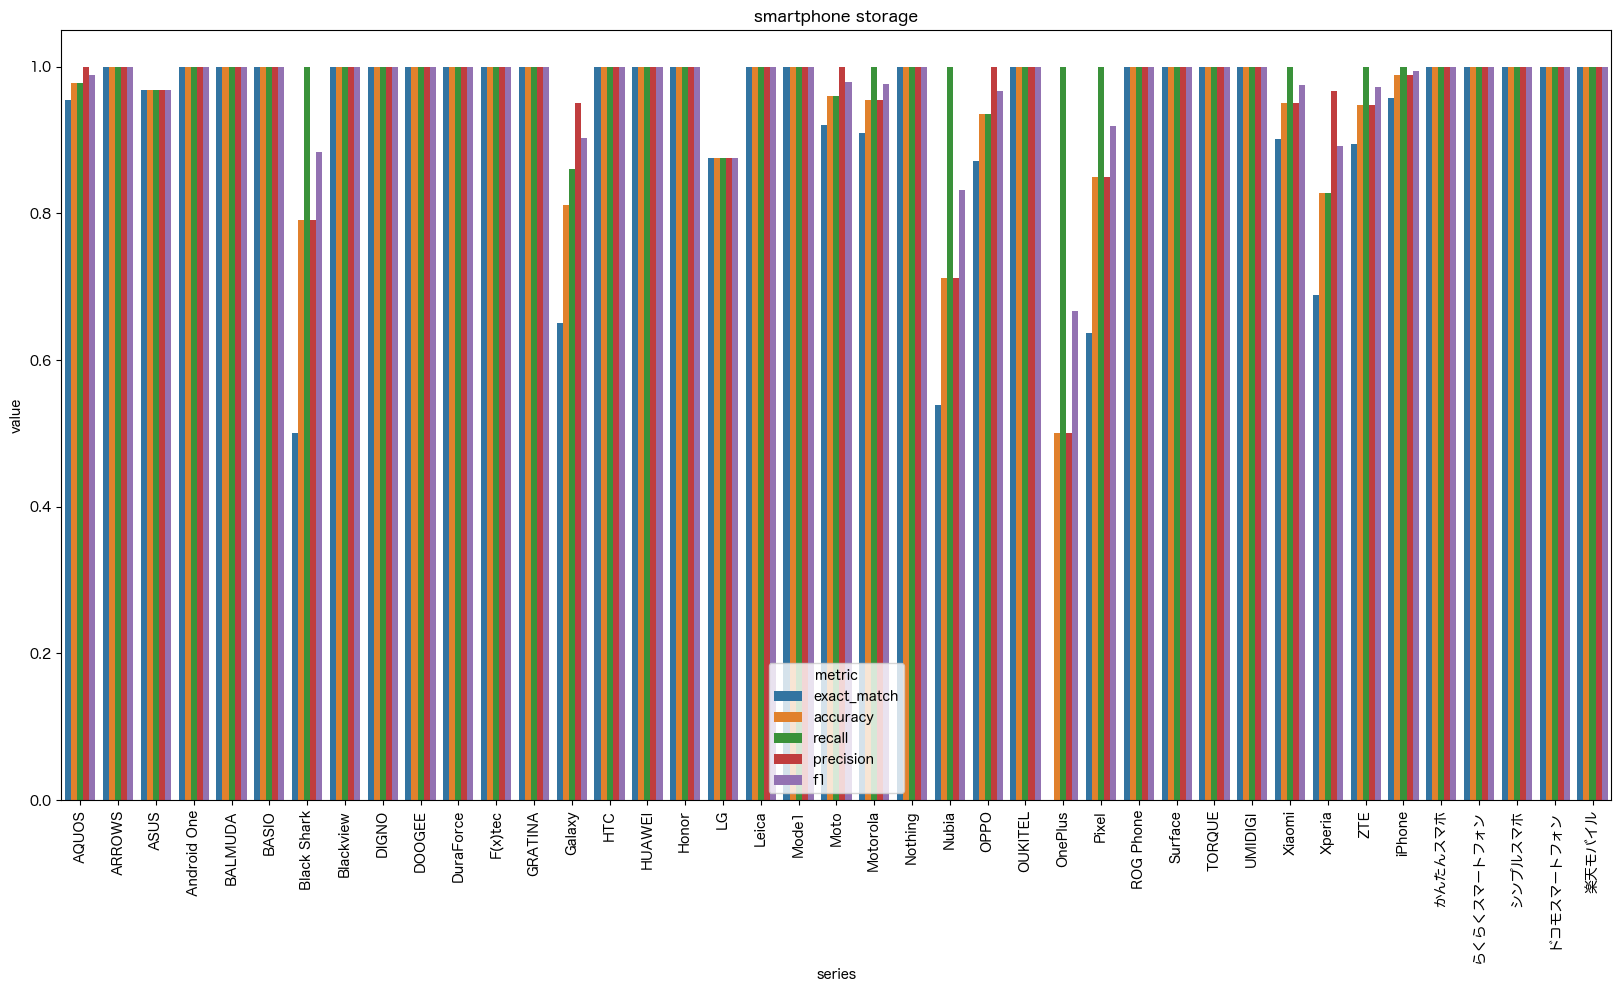 smartphone storage
value
1.0
0.8
0.6
0.4
0.2
0.0
metric
exact_match
accuracy
recall
precision
f1
AQUOS
ARROWS
ASUS
Android One
BALMUDA
BASIO
Black Shark
Blackview
DIGNO
DOOGEE
DuraForce
F(x)tec
GRATINA
Galaxy
HTC
HUAWEI
Honor
LG
Leica
Mode1
Moto
Motorola
Nothing
Nubia
OPPO
OUKITEL
OnePlus
Pixel
ROG Phone
Surface
TORQUE
UMIDIGI
Xiaomi
Xperia
ZTE
iPhone
かんたんスマホ
らくらくスマートフォン
シンプルスマホ
ドコモスマートフォン
楽天モバイル
series